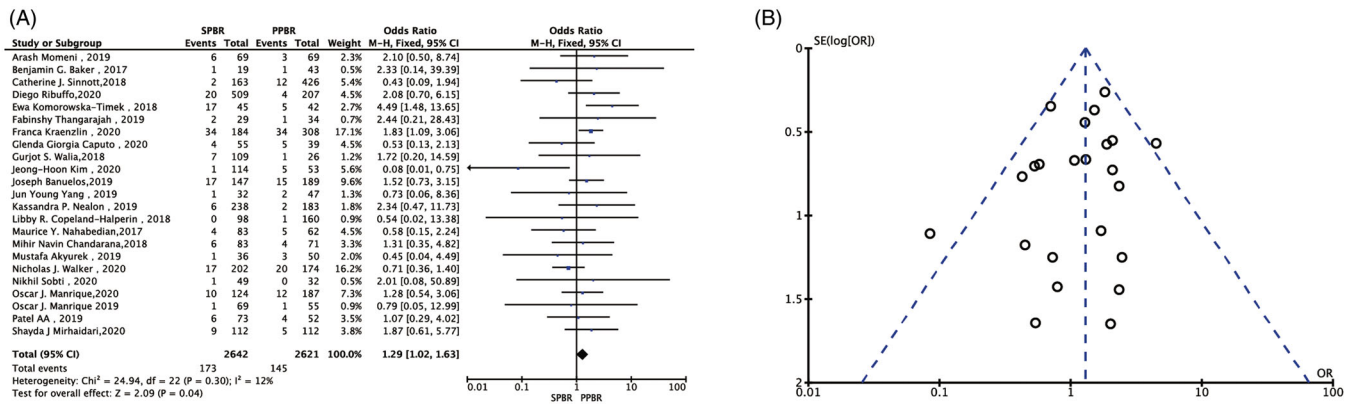 (A)
SPBR PPBR Odds Ratio Odds Ratio
Study or Subgroup Events Total Events Total Weight M-H, Fixed, 95% CI M-H, Fixed, 95% CI
Arash Momeni , 2019 6 69 3 69 2.3% 2.10 [0.50, 8.74]
Benjamin G. Baker , 2017 1 19 1 43 0.5% 2.33 [0.14, 39.39]
Catherine J. Sinnott,2018 2 163 12 426 5.4% 0.43 [0.09, 1.94]
Diego Ribuffo,2020 20 509 4 207 4.6% 2.08 [0.70, 6.15]
Ewa Komorowska-Timek , 2018 17 45 5 42 2.7% 4.49 [1.48, 13.65]
Fabinshy Thangarajah , 2019 2 29 1 34 0.7% 2.44 [0.21, 28.43]
Franca Kraenzlin , 2020 34 184 34 308 17.1% 1.83 [1.09, 3.06]
Glenda Giorgia Caputo , 2020 4 55 5 39 4.4% 0.53 [0.13, 2.13]
Gurjot S. Walia,2018 7 109 1 26 1.2% 1.72 [0.20, 14.59]
Jeong-Hoon Kim , 2020 1 114 5 53 5.4% 0.08 [0.01, 0.75]
Joseph Banuelos,2019 17 147 15 189 9.6% 1.52 [0.73, 3.15]
Jun Young Yang , 2019 1 32 2 47 1.3% 0.73 [0.06, 8.36]
Kassandra P. Nealon , 2019 6 238 2 183 1.8% 2.34 [0.47, 11.73]
Libby R. Copeland-Halperin , 2018 0 98 1 160 0.9% 0.54 [0.02, 13.38]
Maurice Y. Nahabedian,2017 4 83 5 62 4.5% 0.58 [0.15, 2.24]
Mihir Navin Chandarana,2018 6 83 4 71 3.3% 1.31 [0.35, 4.82]
Mustafa Akyurek , 2019 1 36 3 50 2.0% 0.45 [0.04, 4.49]
Nicholas J. Walker , 2020 17 202 20 174 16.2% 0.71 [0.36, 1.40]
Nikhil Sobti , 2020 1 49 0 32 0.5% 2.01 [0.08, 50.89]
Oscar J. Manrique,2020 10 124 12 187 7.3% 1.28 [0.54, 3.06]
Oscar J. Manrique 2019 1 69 1 55 0.9% 0.79 [0.05, 12.99]
Patel AA , 2019 6 73 4 52 3.5% 1.07 [0.29, 4.02]
Shayda J Mirhaidari,2020 9 112 5 112 3.8% 1.87 [0.61, 5.77]
Total (95% CI) 2642 2621 100.0% 1.29 [1.02, 1.63]
Total events 173 145
Heterogeneity: Chi² = 24.94, df = 22 (P = 0.30); I² = 12%
Test for overall effect: Z = 2.09 (P = 0.04)
0.01 0.1 1 10 100
SPBR PPBR
(B)
SE(log[OR])
0
0.5
1
1.5
2
0.01 0.1 1 10 100
OR